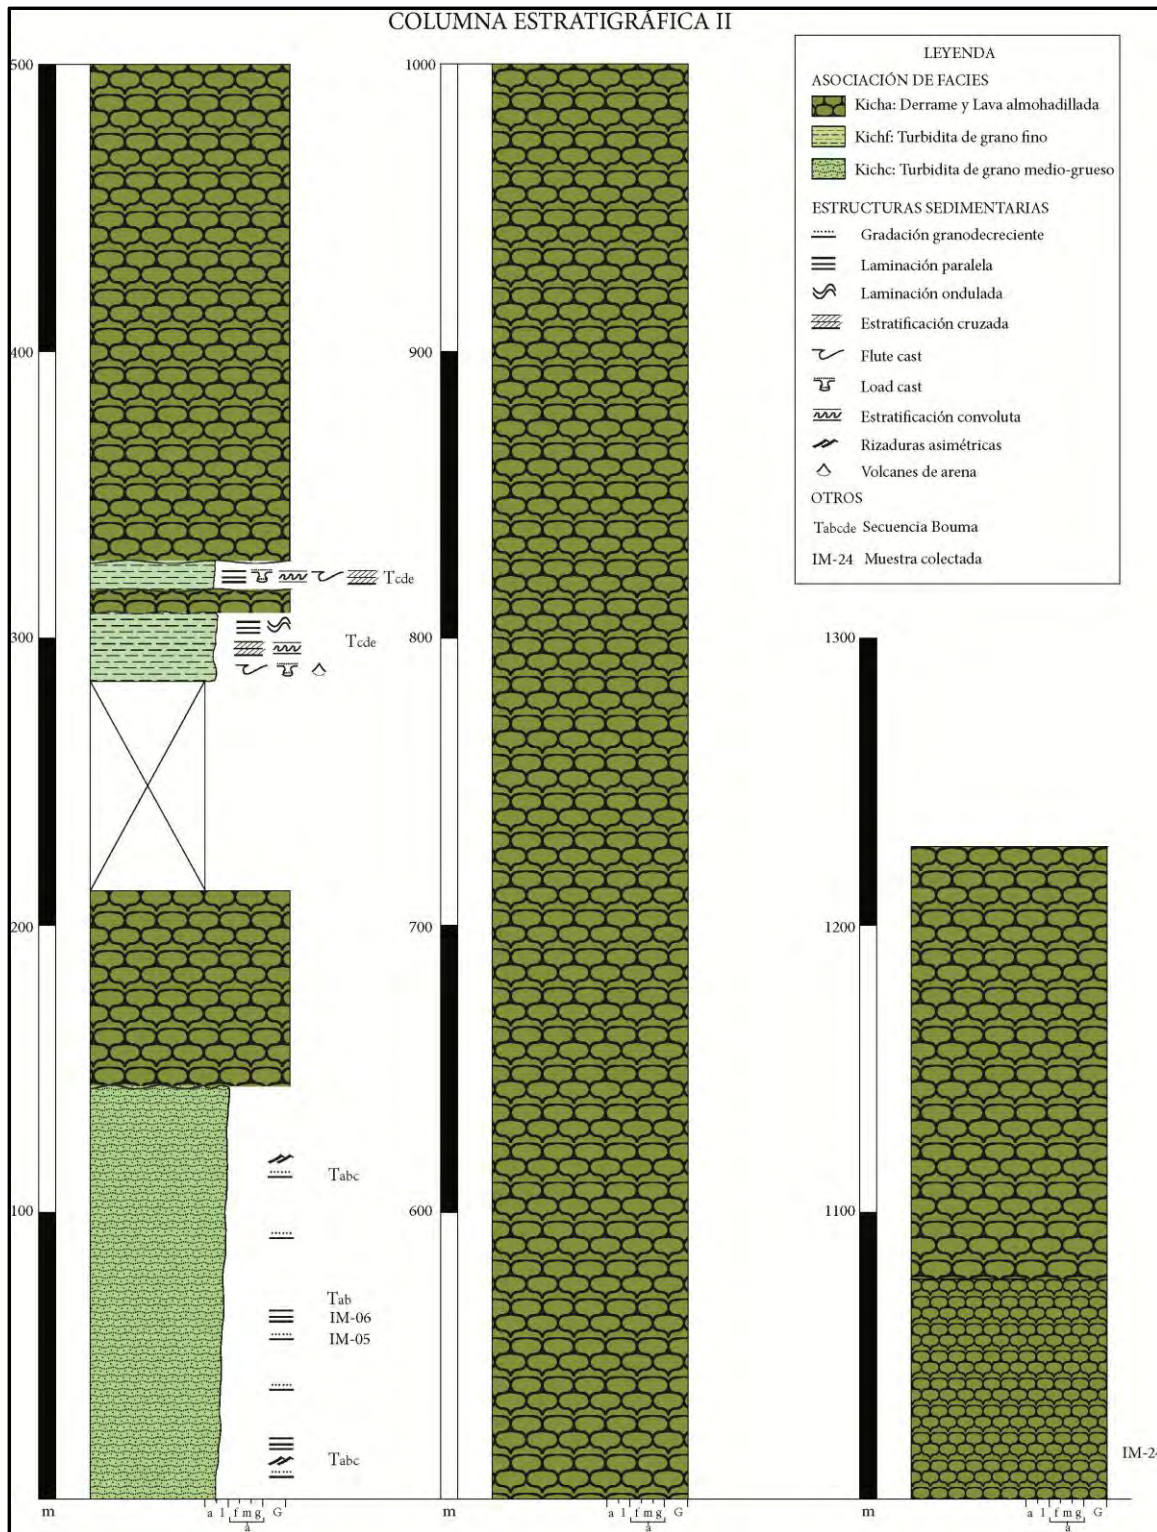 COLUMNA ESTRATIGRÁFICA II
500
400
300
200
100
m
Tcde
Tcde
Tabc
Tab
IM-06
IM-05
Tabc
a l f m g G
a
1000
900
800
700
600
m
a l f m g G
a
LEYENDA
ASOCIACIÓN DE FACIES
Kicha: Derrame y Lava almohadillada
Kichf: Turbidita de grano fino
Kichc: Turbidita de grano medio-grueso
ESTRUCTURAS SEDIMENTARIAS
Gradación granodecreciente
Laminación paralela
Laminación ondulada
Estratificación cruzada
Flute cast
Load cast
Estratificación convoluta
Rizaduras asimétricas
Volcanes de arena
OTROS
Tabcde Secuencia Bouma
IM-24 Muestra colectada
1300
1200
1100
m
IM-24
a l f m g G
a